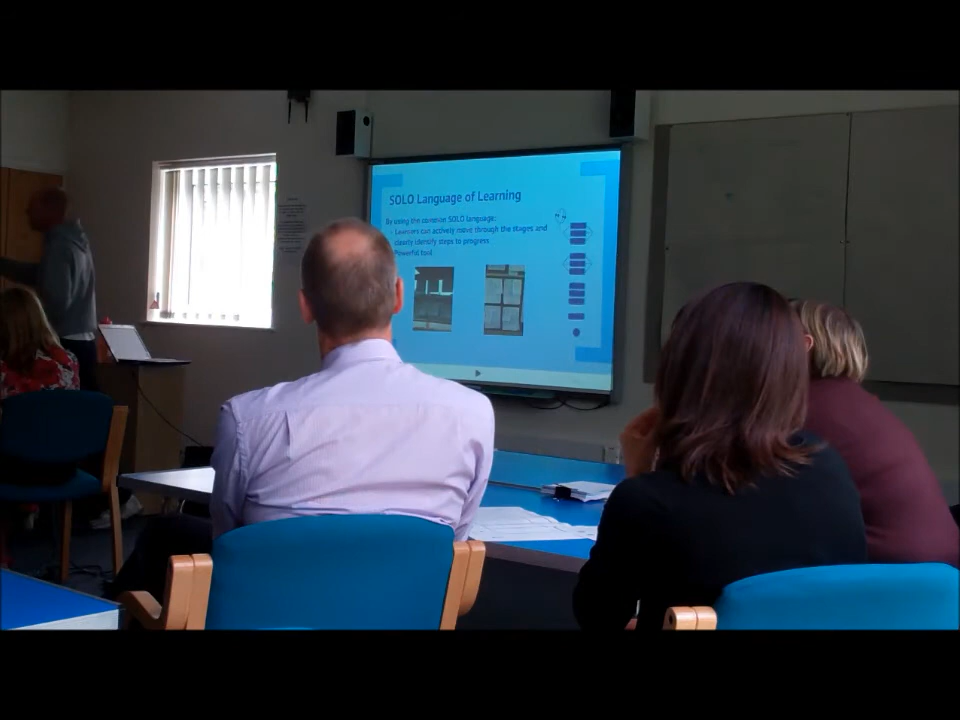 SOLO Language of Learning
By using the common SOLO language:
- Learners can actively move through the stages and
clearly identify steps to progress
- Powerful tool